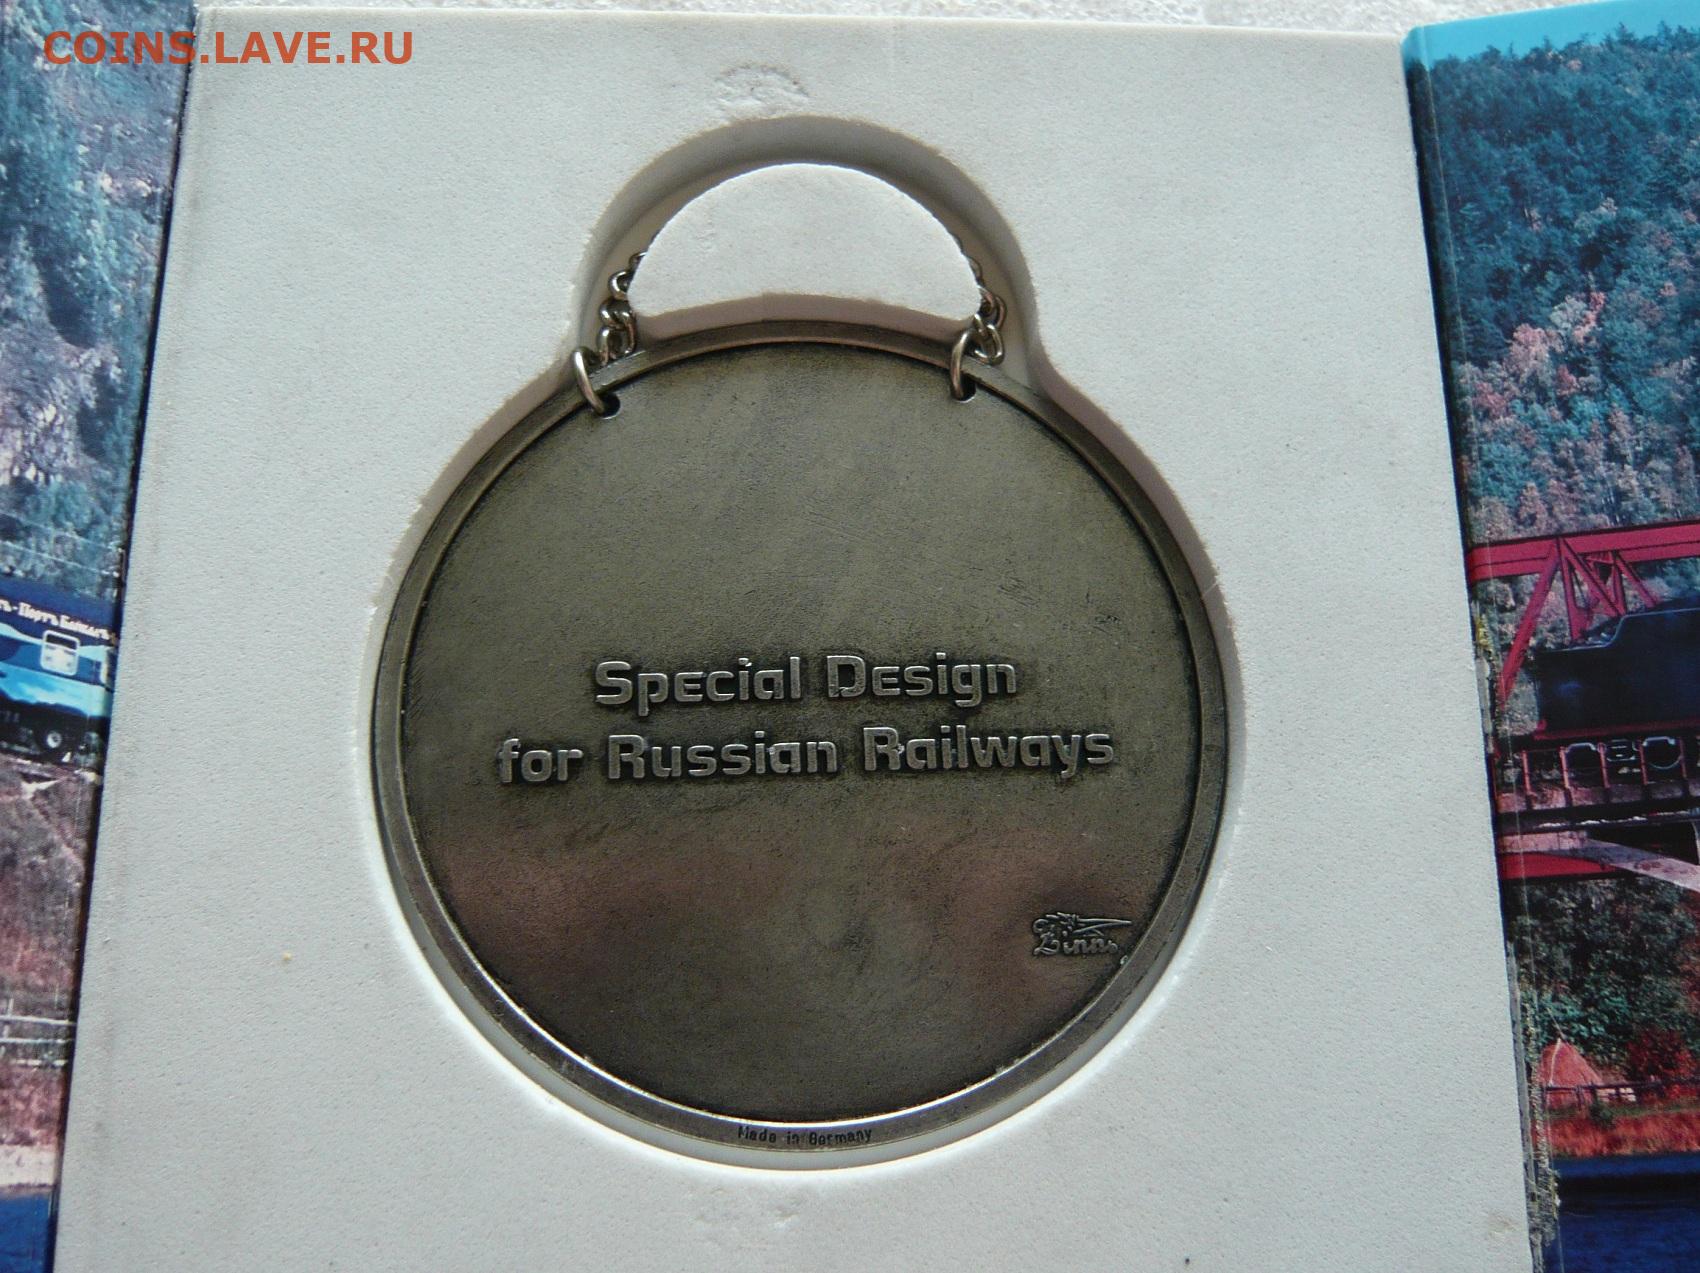 COINS.LAVE.RU
Special Design
for Russian Railways
Made in Germany